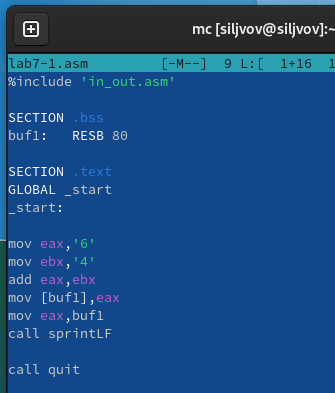 mc [siljvov@siljvov]:~
lab7-1.asm [-M--] 9 L:[ 1+16 1
%include 'in_out.asm'
SECTION .bss
buf1: RESB 80
SECTION .text
GLOBAL _start
_start:
mov eax,'6'
mov ebx,'4'
add eax,ebx
mov [buf1],eax
mov eax,buf1
call sprintLF
call quit